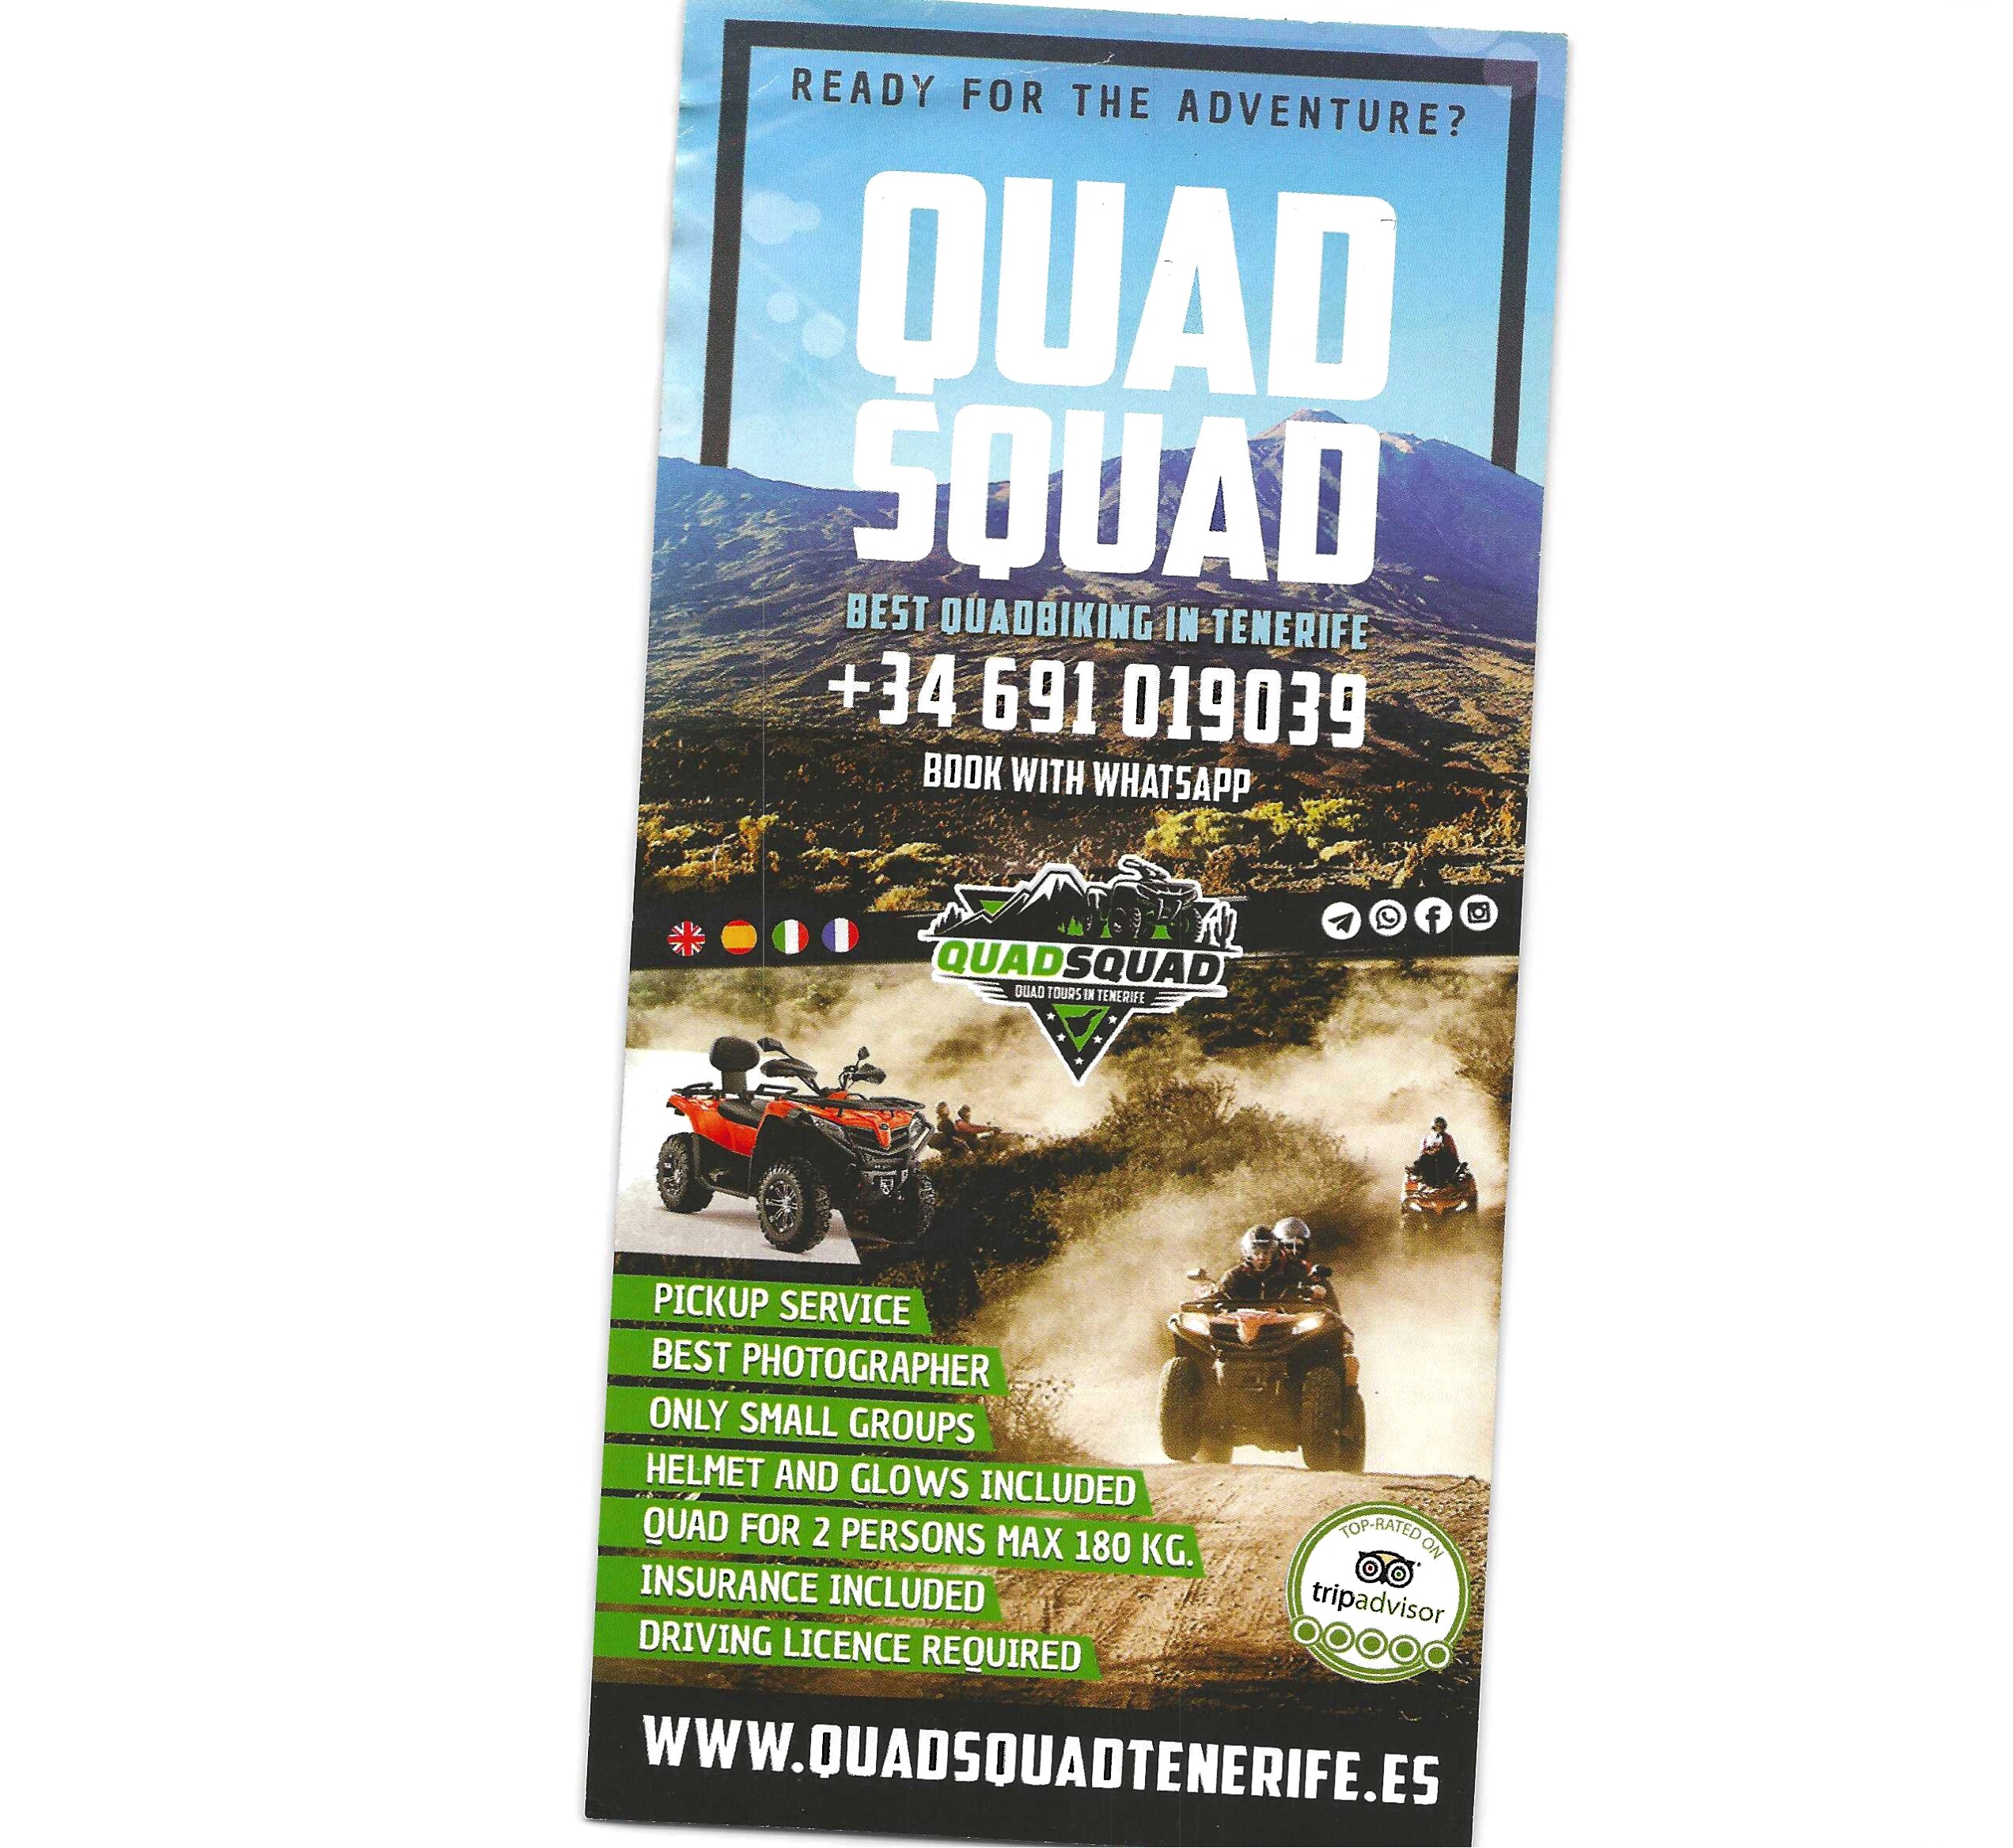 READY FOR THE ADVENTURE?
QUAD
SQUAD
BEST QUADBIKING IN TENERIFE
+34 691 019039
BOOK WITH WHATSAPP
QUADSQUAD
QUAD TOURS IN TENERIFE
PICKUP SERVICE
BEST PHOTOGRAPHER
ONLY SMALL GROUPS
HELMET AND GLOWS INCLUDED
QUAD FOR 2 PERSONS MAX 180 KG.
INSURANCE INCLUDED
DRIVING LICENCE REQUIRED
TOP-RATED ON
tripadvisor
WWW.QUADSQUADTENERIFE.ES